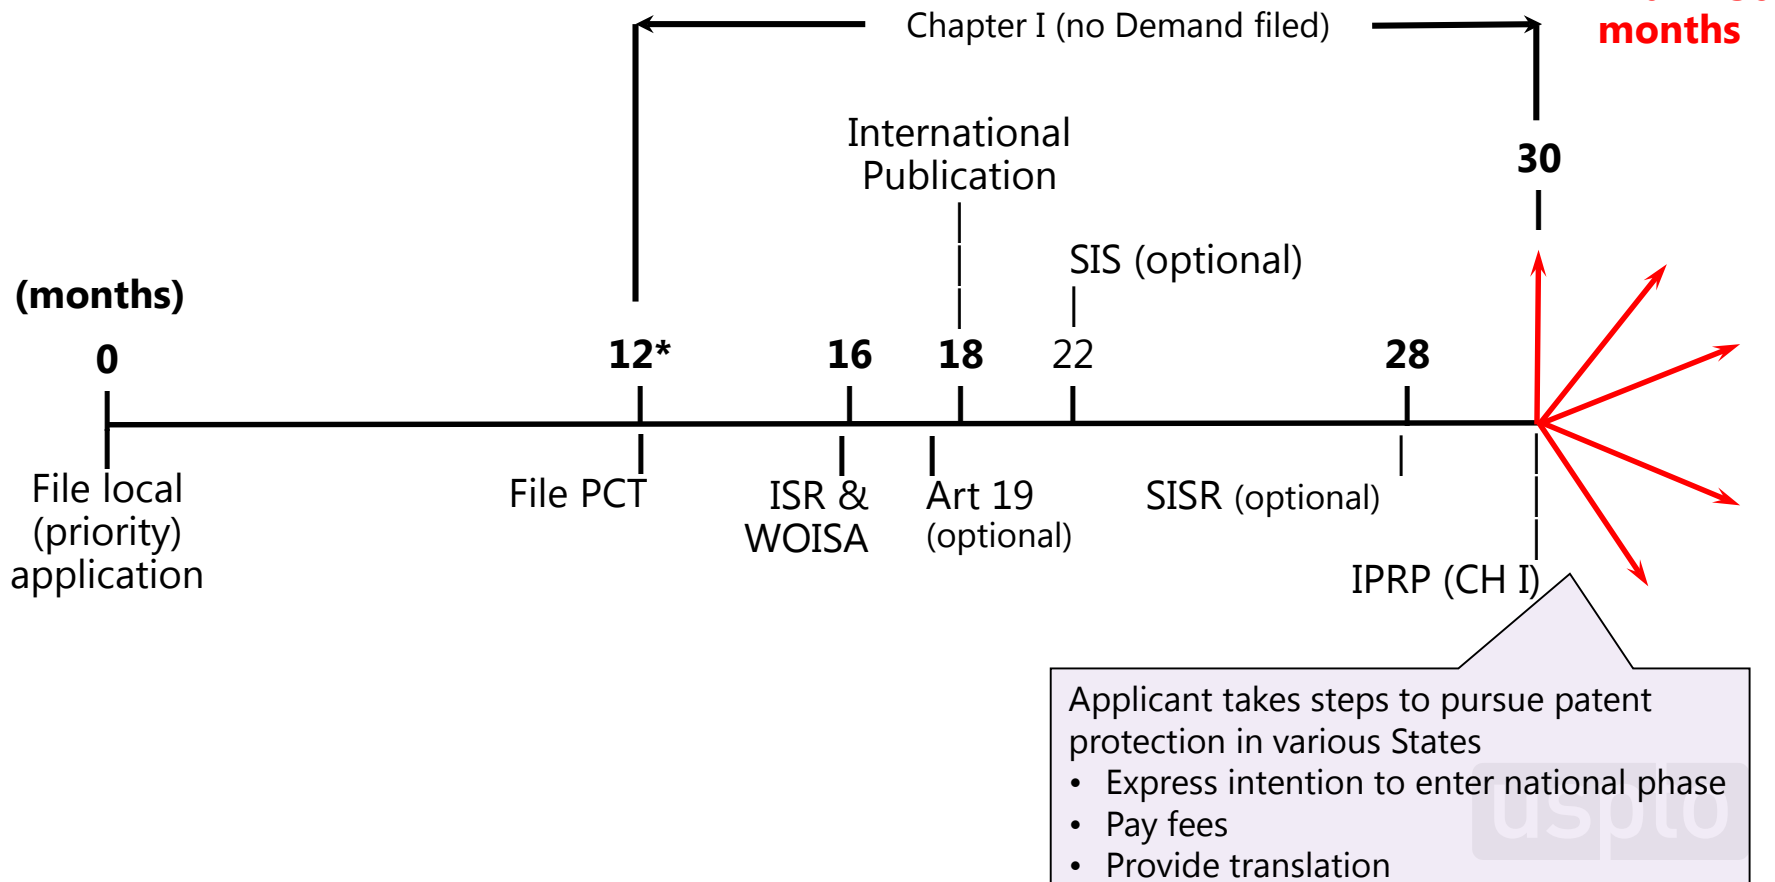 Chapter I (no Demand filed)
months
International
Publication
30
SIS (optional)
(months)
0
12*
16
18
22
28
File local
(priority)
application
File PCT
ISR &
WOISA
Art 19
(optional)
SISR (optional)
IPRP (CH I)
Applicant takes steps to pursue patent
protection in various States
• Express intention to enter national phase
• Pay fees
• Provide translation
uspto